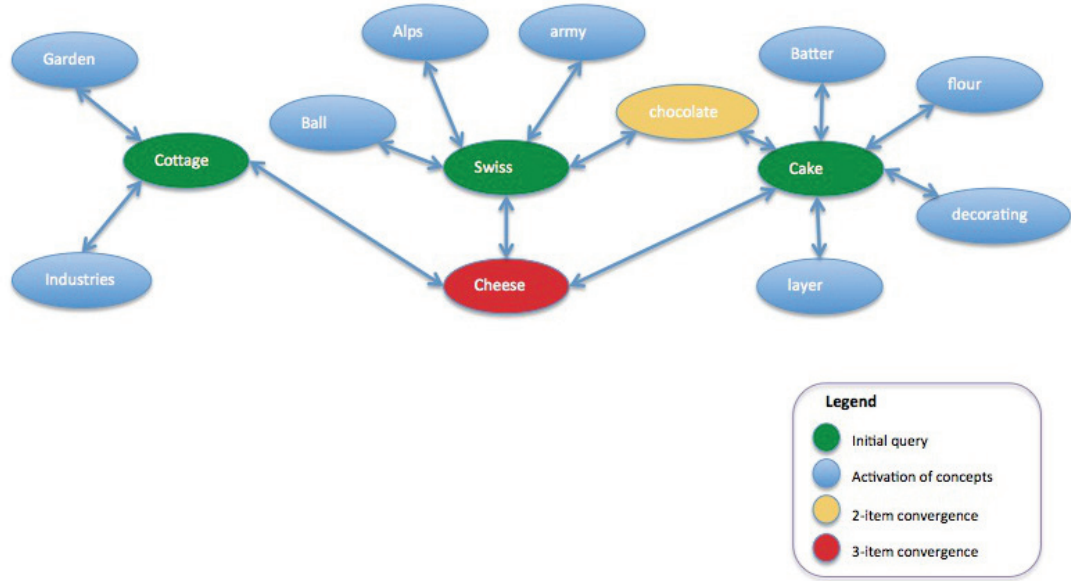 Alps
army
Garden
Batter
flour
Ball
chocolate
Cottage
Swiss
Cake
decorating
Industries
Cheese
layer
Legend
Initial query
Activation of concepts
2-item convergence
3-item convergence